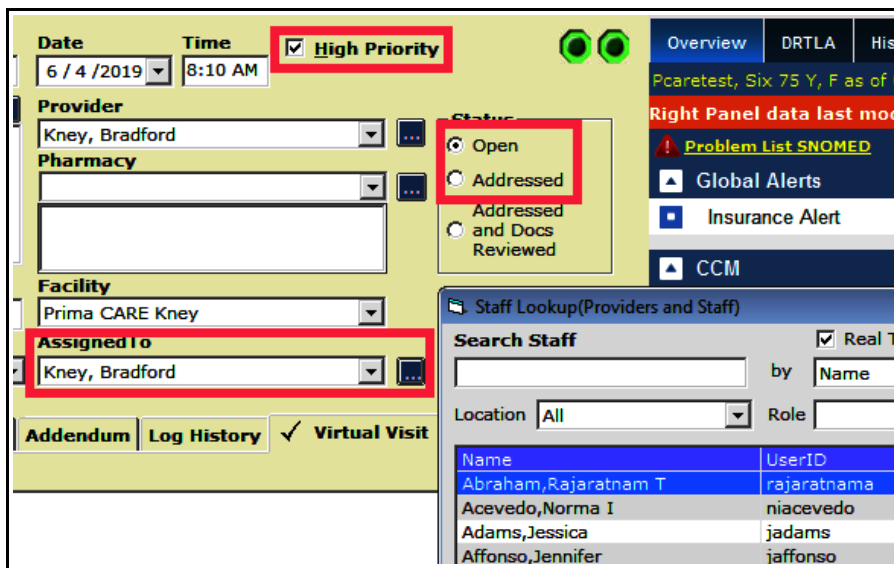 Date
Time
High Priority
6 / 4 /2019
8:10 AM
Provider
Kney, Bradford
...
Pharmacy
...
Status
Open
Addressed
Addressed
and Docs
Reviewed
Facility
Prima CARE Kney
AssignedTo
Kney, Bradford
...
Addendum
Log History
✓ Virtual Visit
Overview
DRTLA
His
Pcaretest, Six 75 Y, F as of
Right Panel data last mod
Problem List SNOMED
Global Alerts
Insurance Alert
CCM
Staff Lookup(Providers and Staff)
Search Staff
Real T
by
Name
Location
All
Role
Name UserID
Abraham,Rajaratnam T rajaratnama
Acevedo,Norma I niacevedo
Adams,Jessica jadams
Affonso,Jennifer jaffonso